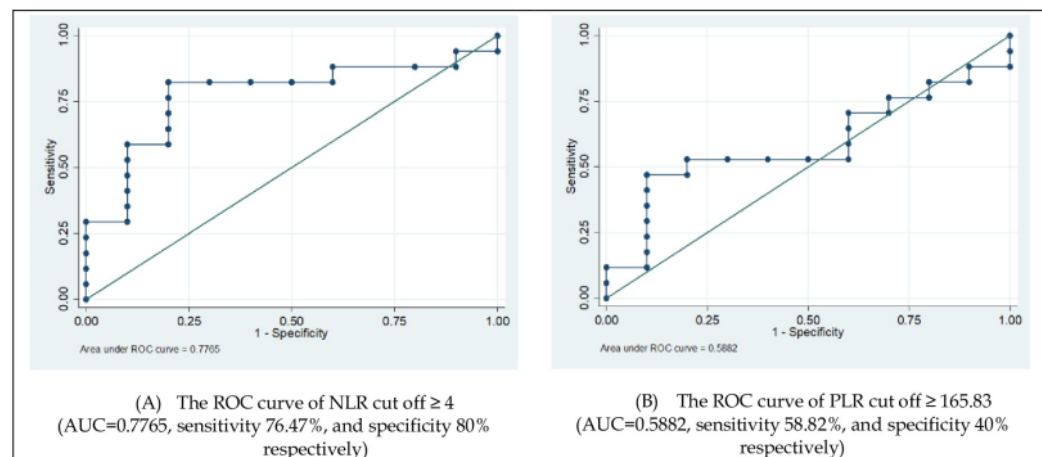 1.00
0.75
0.50
0.25
0.00
Sensitivity
0.00 0.25 0.50 0.75 1.00
1 - Specificity
Area under ROC curve = 0.7765
(A) The ROC curve of NLR cut off ≥ 4
(AUC=0.7765, sensitivity 76.47%, and specificity 80%
respectively)
1.00
0.75
0.50
0.25
0.00
Sensitivity
0.00 0.25 0.50 0.75 1.00
1 - Specificity
Area under ROC curve = 0.5882
(B) The ROC curve of PLR cut off ≥ 165.83
(AUC=0.5882, sensitivity 58.82%, and specificity 40%
respectively)